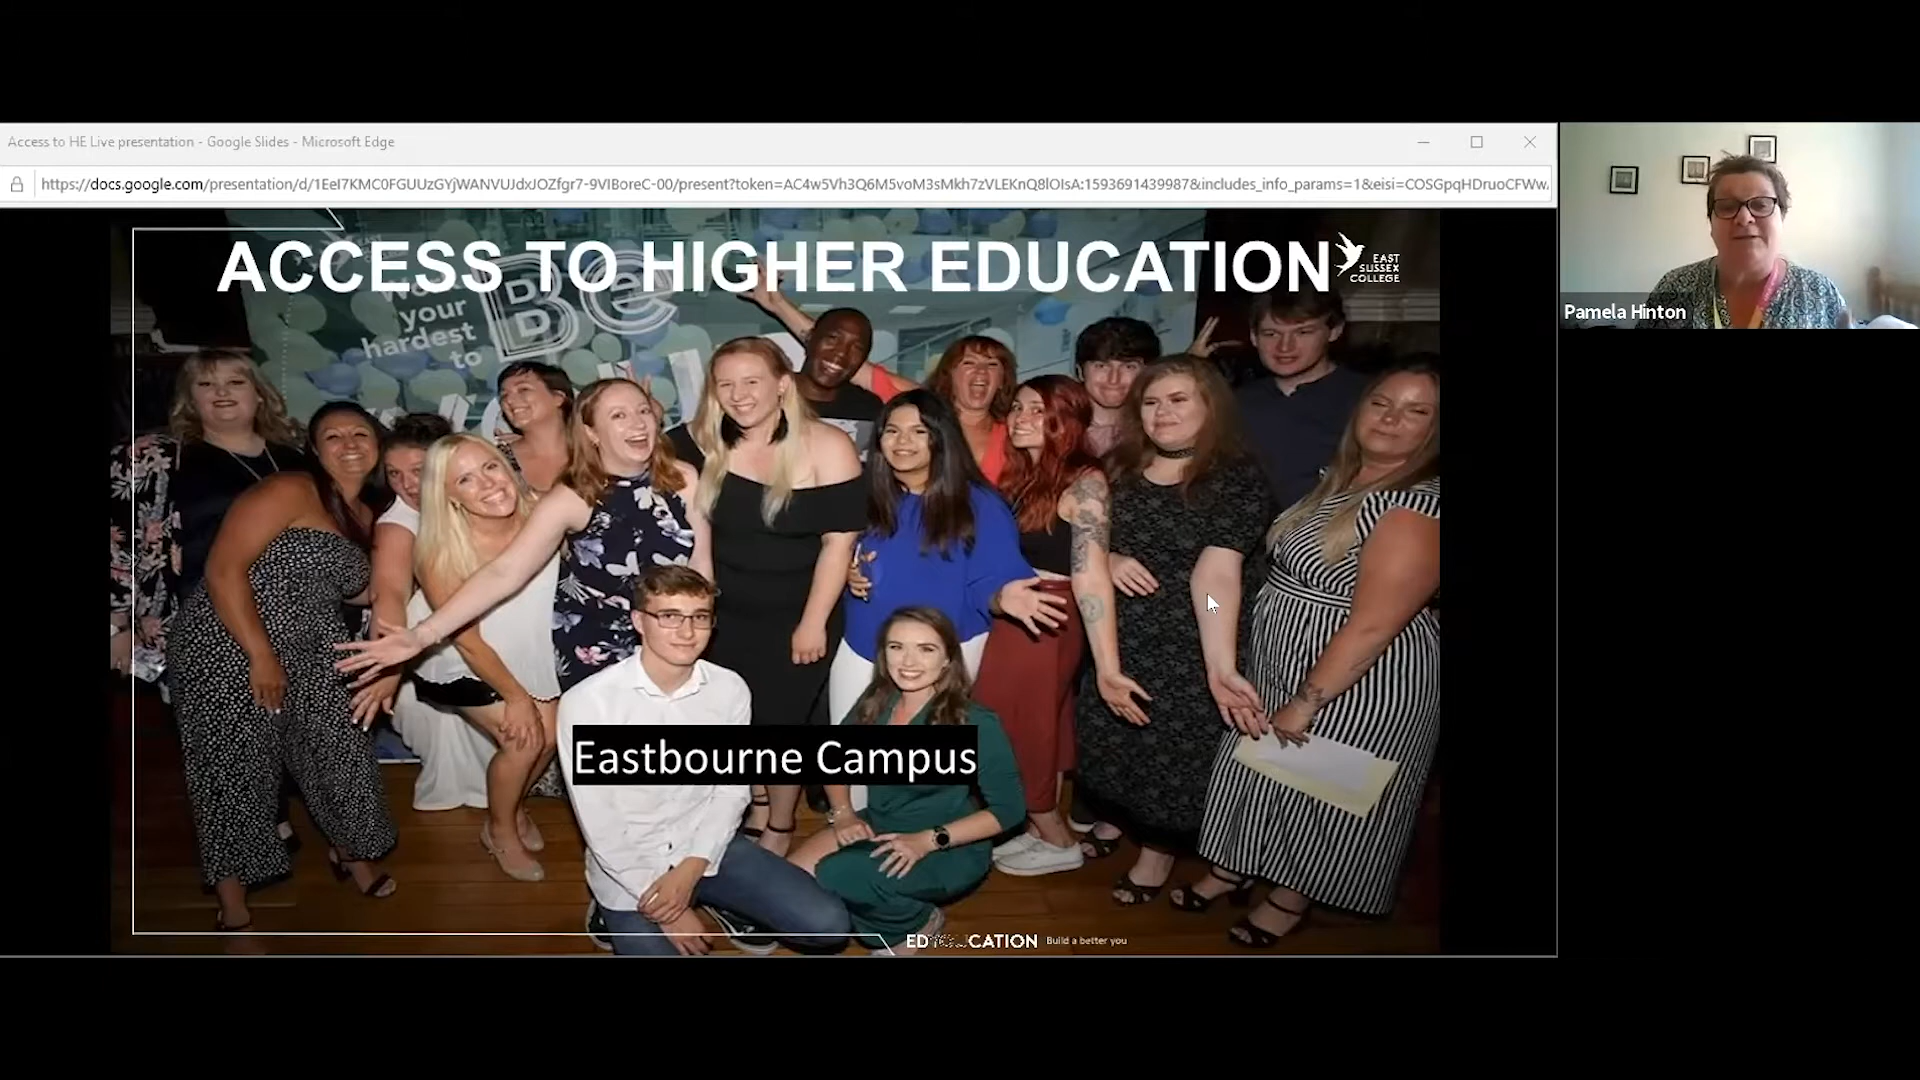 Access to HE Live presentation - Google Slides - Microsoft Edge
https://docs.google.com/presentation/d/1EeI7KMC0FGUUzGYjWANVUJdxJOZfgr7-9VIBoreC-00/present?token=AC4w5Vh3Q6M5voM3sMkh7zVLEKnQ8lOIsA:1593691439987&includes_info_params=1&eisi=COSGpqHDruoCFWw
ACCESS TO HIGHER EDUCATION
EAST
SUSSEX
COLLEGE
Pamela Hinton
your
hardest
to
Be
Eastbourne Campus
EDYOUCATION Build a better you